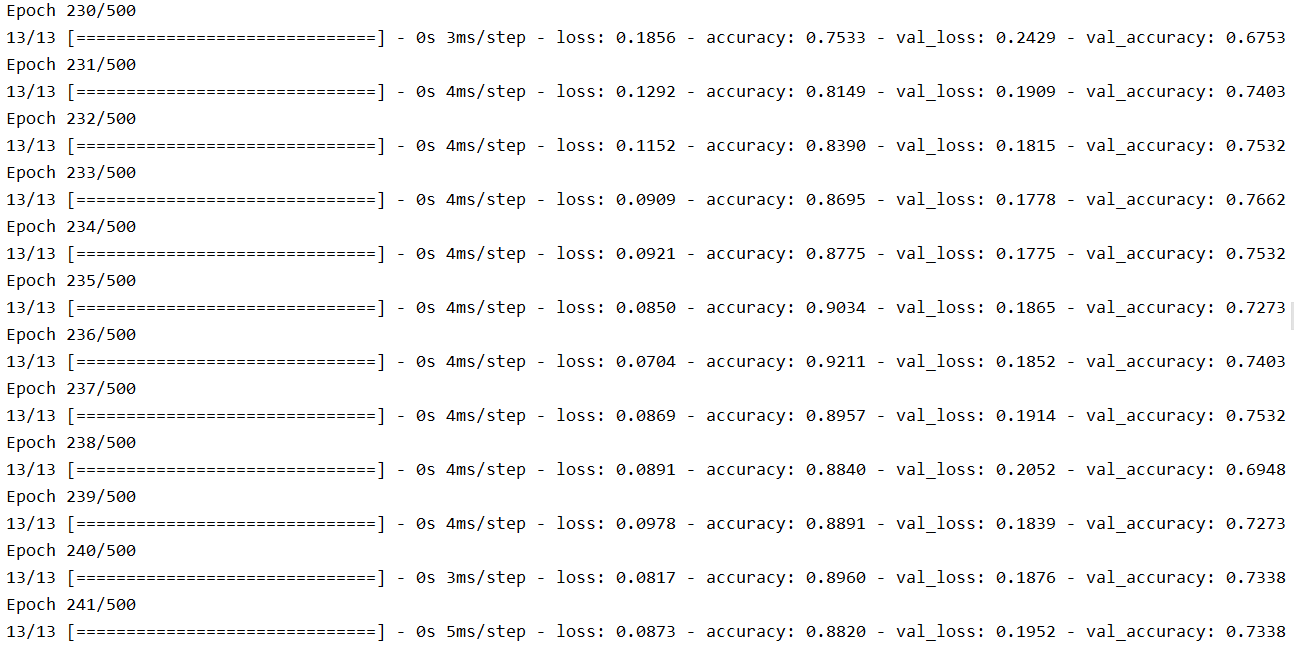 Epoch 230/500
13/13 [==============================] - 0s 3ms/step - loss: 0.1856 - accuracy: 0.7533 - val_loss: 0.2429 - val_accuracy: 0.6753
Epoch 231/500
13/13 [==============================] - 0s 4ms/step - loss: 0.1292 - accuracy: 0.8149 - val_loss: 0.1909 - val_accuracy: 0.7403
Epoch 232/500
13/13 [==============================] - 0s 4ms/step - loss: 0.1152 - accuracy: 0.8390 - val_loss: 0.1815 - val_accuracy: 0.7532
Epoch 233/500
13/13 [==============================] - 0s 4ms/step - loss: 0.0909 - accuracy: 0.8695 - val_loss: 0.1778 - val_accuracy: 0.7662
Epoch 234/500
13/13 [==============================] - 0s 4ms/step - loss: 0.0921 - accuracy: 0.8775 - val_loss: 0.1775 - val_accuracy: 0.7532
Epoch 235/500
13/13 [==============================] - 0s 4ms/step - loss: 0.0850 - accuracy: 0.9034 - val_loss: 0.1865 - val_accuracy: 0.7273
Epoch 236/500
13/13 [==============================] - 0s 4ms/step - loss: 0.0704 - accuracy: 0.9211 - val_loss: 0.1852 - val_accuracy: 0.7403
Epoch 237/500
13/13 [==============================] - 0s 4ms/step - loss: 0.0869 - accuracy: 0.8957 - val_loss: 0.1914 - val_accuracy: 0.7532
Epoch 238/500
13/13 [==============================] - 0s 4ms/step - loss: 0.0891 - accuracy: 0.8840 - val_loss: 0.2052 - val_accuracy: 0.6948
Epoch 239/500
13/13 [==============================] - 0s 4ms/step - loss: 0.0978 - accuracy: 0.8891 - val_loss: 0.1839 - val_accuracy: 0.7273
Epoch 240/500
13/13 [==============================] - 0s 3ms/step - loss: 0.0817 - accuracy: 0.8960 - val_loss: 0.1876 - val_accuracy: 0.7338
Epoch 241/500
13/13 [==============================] - 0s 5ms/step - loss: 0.0873 - accuracy: 0.8820 - val_loss: 0.1952 - val_accuracy: 0.7338